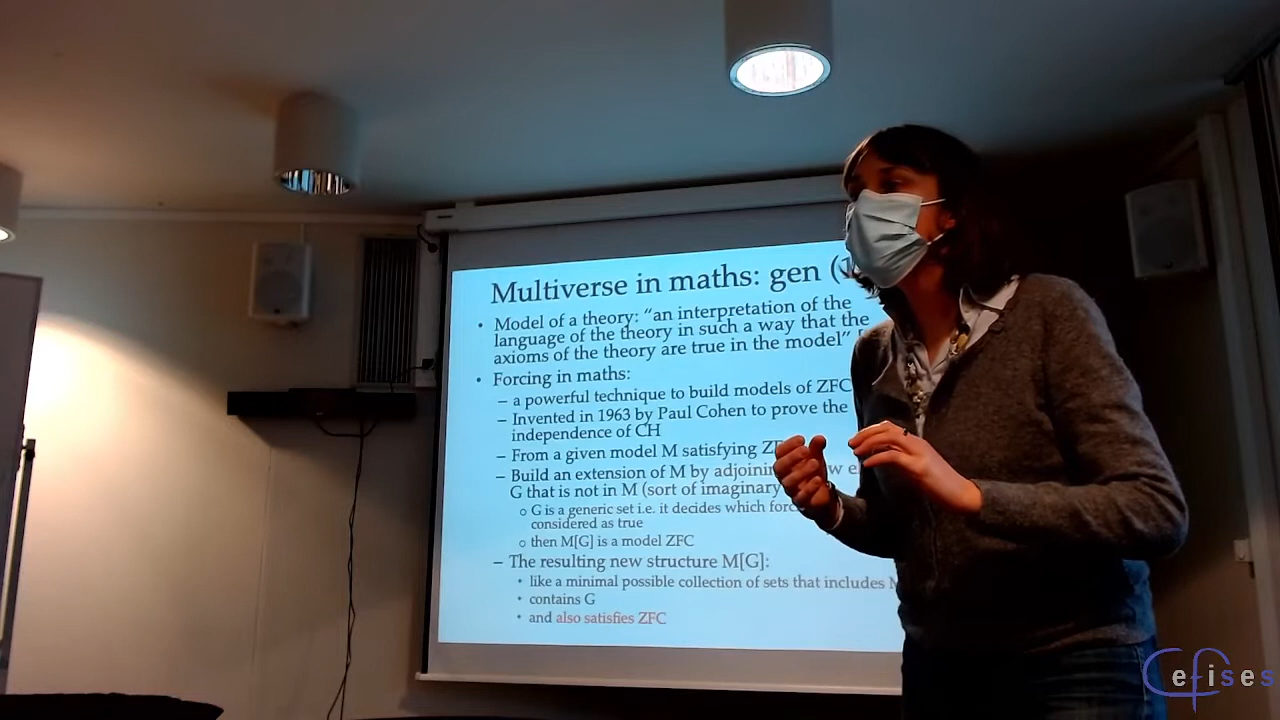 Multiverse in maths: gen (
• Model of a theory: “an interpretation of the
language of the theory in such a way that the
axioms of the theory are true in the model”
• Forcing in maths:
– a powerful technique to build models of ZFC
– Invented in 1963 by Paul Cohen to prove the
independence of CH
– From a given model M satisfying
– Build an extension of M by adjoining
G that is not in M (sort of imaginary
o G is a generic set i.e. it decides which
considered as true
o then M[G] is a model ZFC
– The resulting new structure M[G]:
• like a minimal possible collection of sets that includes
• contains G
• and also satisfies ZFC
Cefises